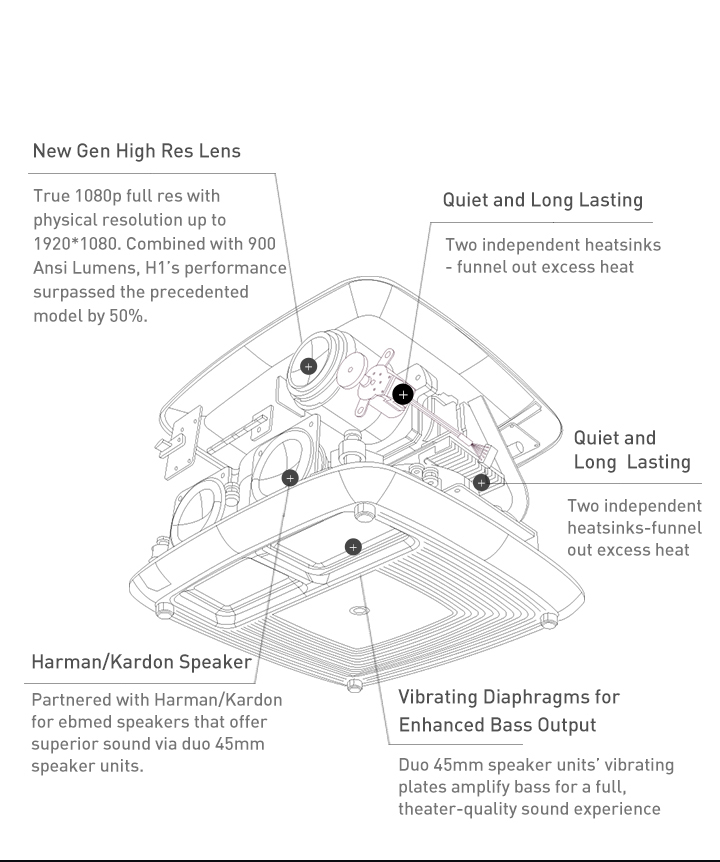 New Gen High Res Lens
True 1080p full res with
physical resolution up to
1920*1080. Combined with 900
Ansi Lumens, H1's performance
surpassed the precedented
model by 50%.
Quiet and Long Lasting
Two independent heatsinks
- funnel out excess heat
Quiet and
Long Lasting
Two independent
heatsinks-funnel
out excess heat
Harman/Kardon Speaker
Partnered with Harman/Kardon
for ebmed speakers that offer
superior sound via duo 45mm
speaker units.
Vibrating Diaphragms for
Enhanced Bass Output
Duo 45mm speaker units’ vibrating
plates amplify bass for a full,
theater-quality sound experience